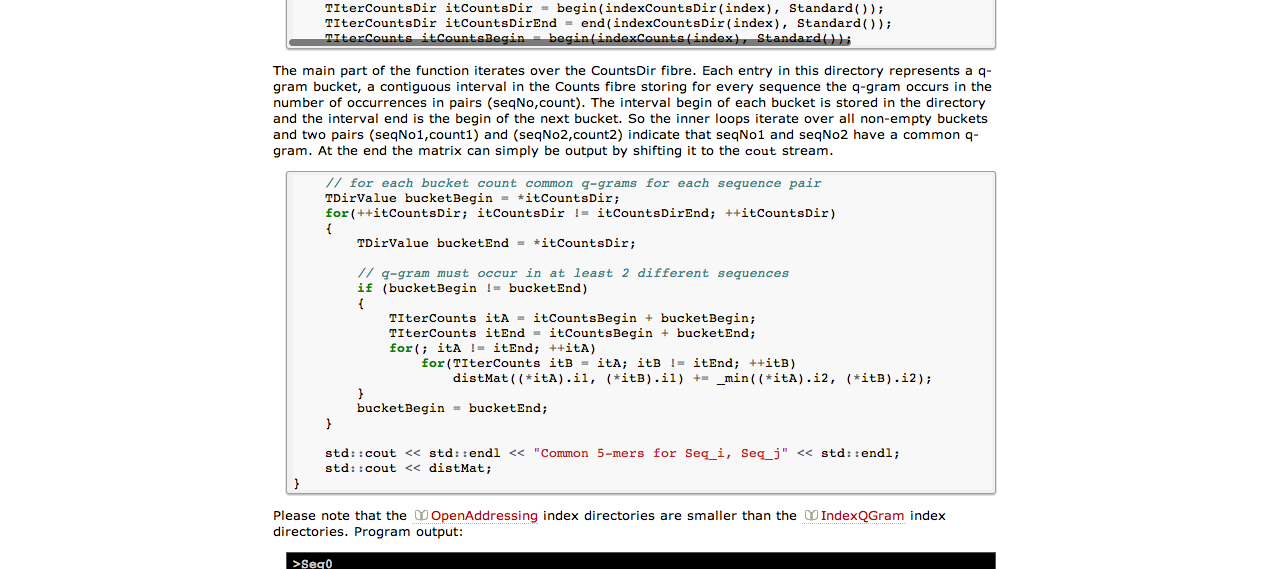 TIterCountsDir itCountsDir = begin(indexCountsDir(index), Standard());
TIterCountsDir itCountsDirEnd = end(indexCountsDir(index), Standard());
TIterCounts itCountsBegin = begin(indexCounts(index), Standard());
The main part of the function iterates over the CountsDir fibre. Each entry in this directory represents a q-
gram bucket, a contiguous interval in the Counts fibre storing for every sequence the q-gram occurs in the
number of occurrences in pairs (seqNo,count). The interval begin of each bucket is stored in the directory
and the interval end is the begin of the next bucket. So the inner loops iterate over all non-empty buckets
and two pairs (seqNo1,count1) and (seqNo2,count2) indicate that seqNo1 and seqNo2 have a common q-
gram. At the end the matrix can simply be output by shifting it to the cout stream.
// for each bucket count common q-grams for each sequence pair
TDirValue bucketBegin = *itCountsDir;
for(++itCountsDir; itCountsDir != itCountsDirEnd; ++itCountsDir)
{
TDirValue bucketEnd = *itCountsDir;
// q-gram must occur in at least 2 different sequences
if (bucketBegin != bucketEnd)
{
TIterCounts itA = itCountsBegin + bucketBegin;
TIterCounts itEnd = itCountsBegin + bucketEnd;
for(; itA != itEnd; ++itA)
for(TIterCounts itB = itA; itB != itEnd; ++itB)
distMat((*itA).i1, (*itB).i1) += _min((*itA).i2, (*itB).i2);
}
bucketBegin = bucketEnd;
}
std::cout << std::endl << "Common 5-mers for Seq_i, Seq_j" << std::endl;
std::cout << distMat;
}
Please note that the OpenAddressing index directories are smaller than the IndexQGram index
directories. Program output:
>Seq0